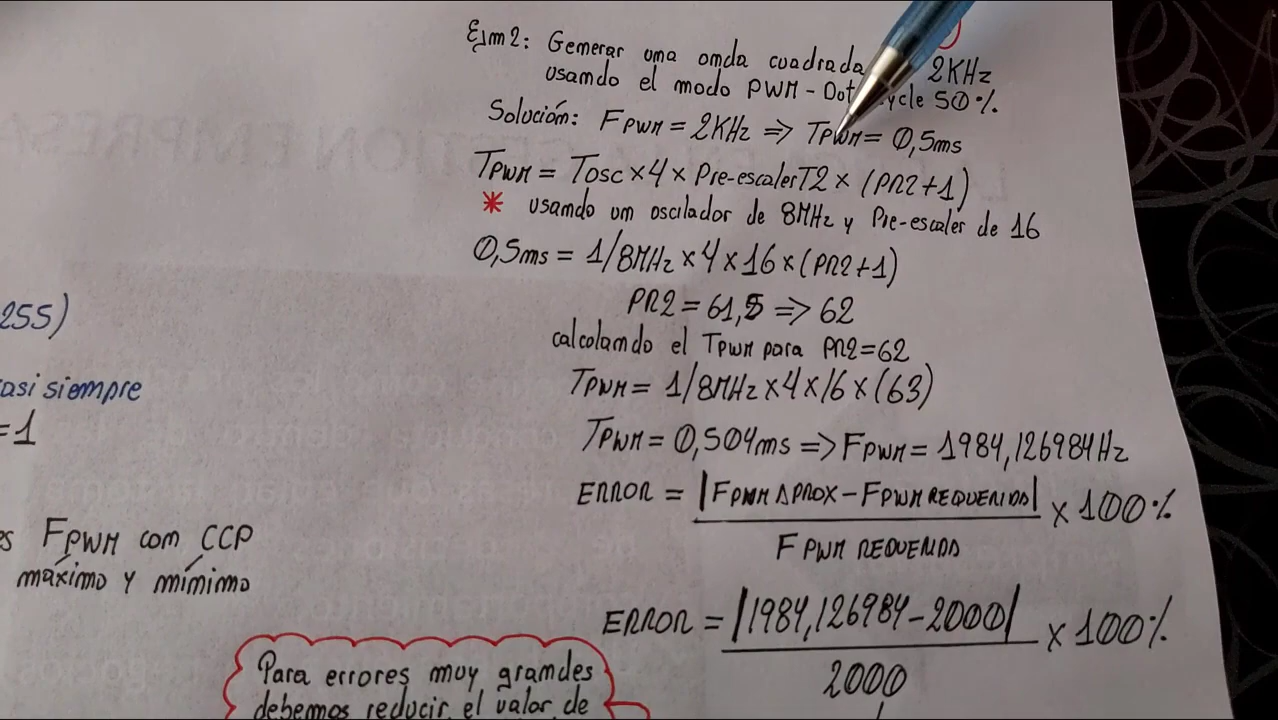 Ejm2: Generar una onda cuadrada 2KHz
usando el modo PWM - Dut ycle 50%.
Solución: FPWM = 2KHz => TPWM = 0,5ms
TPWM = Tosc x 4 x Pre-escalerT2 x (PR2+1)
* usando un oscilador de 8MHz y Pre-escaler de 16
0,5ms = 1/8MHz x 4 x 16 x (PR2+1)
PR2 = 61,5 => 62
calculando el TPWM para PR2=62
TPWM = 1/8MHz x 4 x 16 x (63)
TPWM = 0,504ms => FPWM = 1984,126984Hz
ERROR = |FPWM APROX - FPWM REQUERIDA| x 100%
FPWM REQUERIDA
ERROR = |1984,126984 - 2000| x 100%
2000
255)
asi siempre
=1
s FPWM con CCP
máximo y mínimo
Para errores muy grandes
debemos reducir el valor de